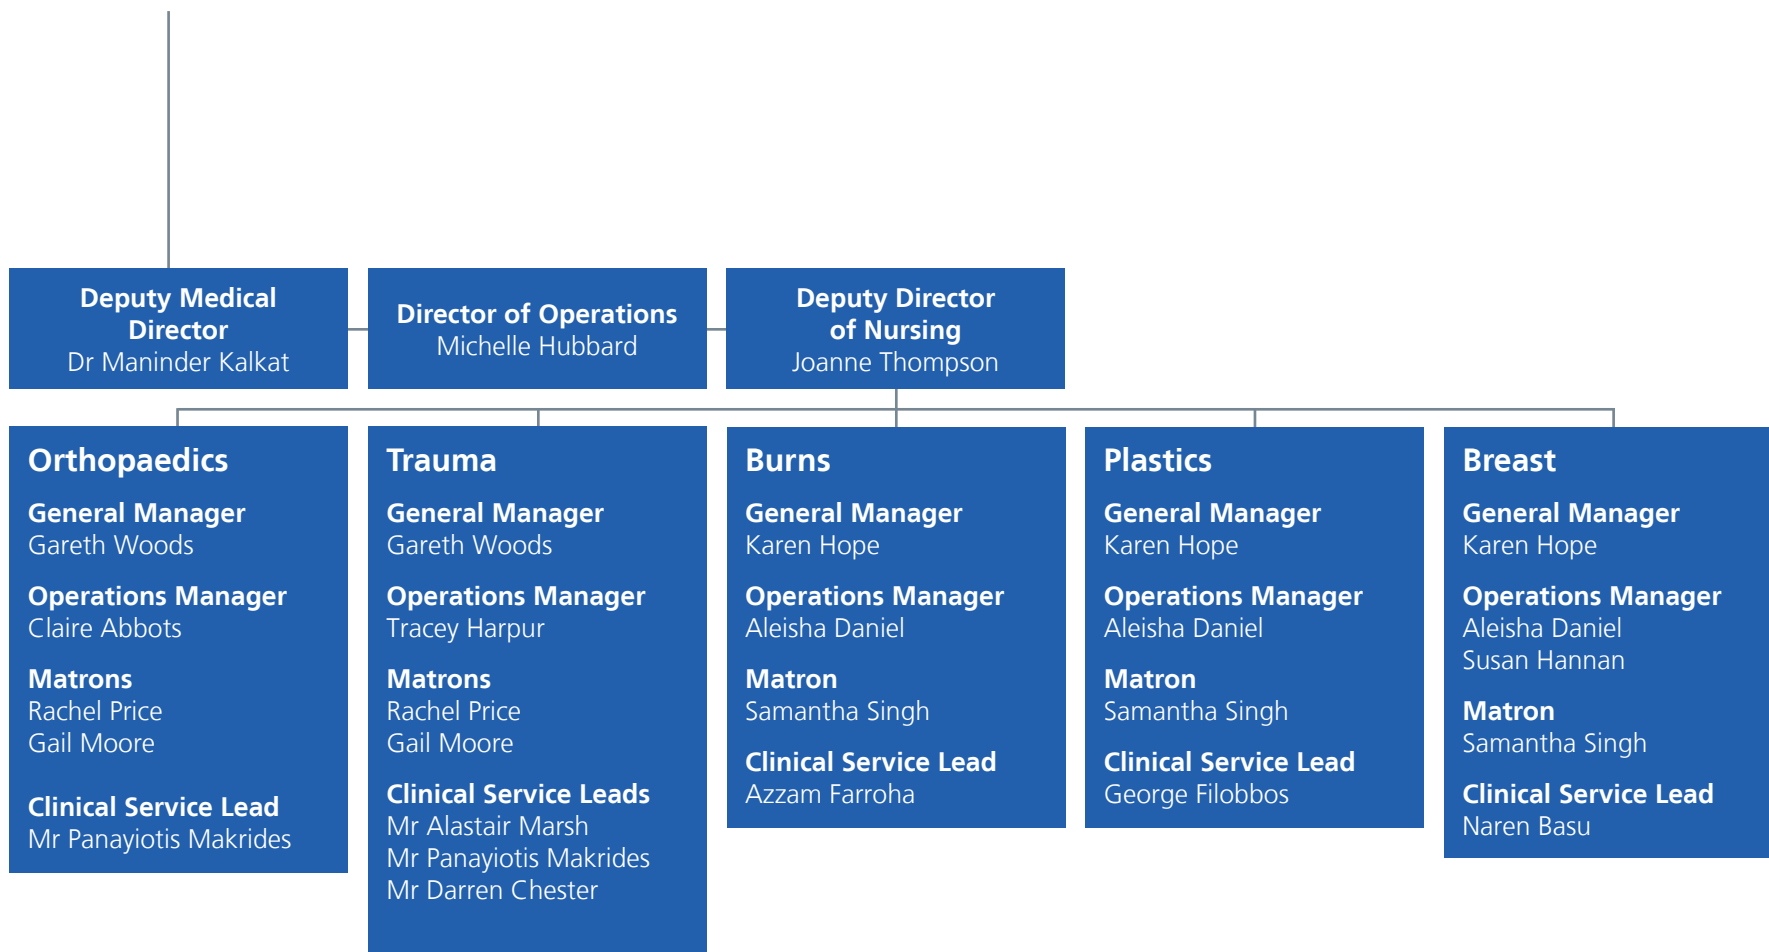 Deputy Medical
Director
Dr Maninder Kalkat
Director of Operations
Michelle Hubbard
Deputy Director
of Nursing
Joanne Thompson
Orthopaedics
General Manager
Gareth Woods
Operations Manager
Claire Abbots
Matrons
Rachel Price
Gail Moore
Clinical Service Lead
Mr Panayiotis Makrides
Trauma
General Manager
Gareth Woods
Operations Manager
Tracey Harpur
Matrons
Rachel Price
Gail Moore
Clinical Service Leads
Mr Alastair Marsh
Mr Panayiotis Makrides
Mr Darren Chester
Burns
General Manager
Karen Hope
Operations Manager
Aleisha Daniel
Matron
Samantha Singh
Clinical Service Lead
Azzam Farroha
Plastics
General Manager
Karen Hope
Operations Manager
Aleisha Daniel
Matron
Samantha Singh
Clinical Service Lead
George Filobbos
Breast
General Manager
Karen Hope
Operations Manager
Aleisha Daniel
Susan Hannan
Matron
Samantha Singh
Clinical Service Lead
Naren Basu